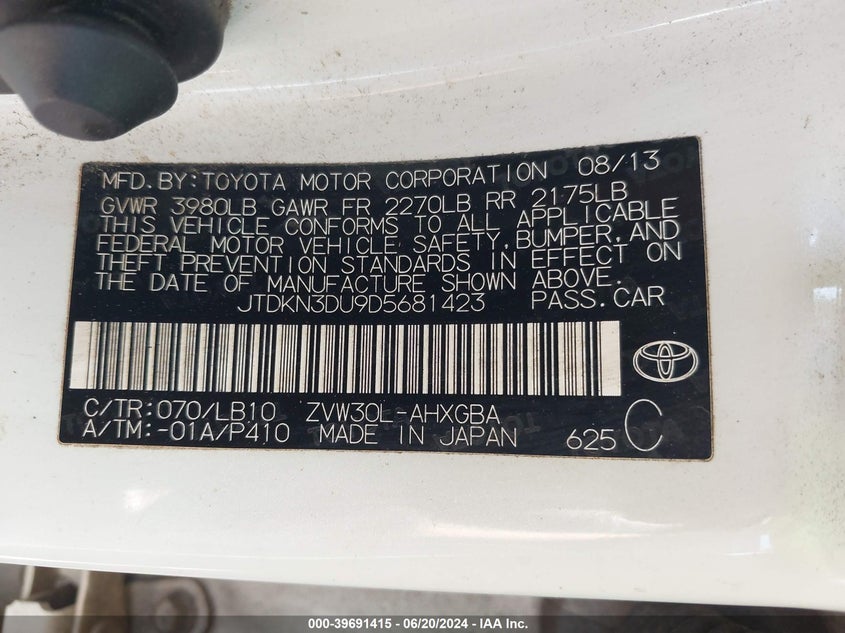 MFD.BY:TOYOTA MOTOR CORPORATION 08/13
GVWR 3980LB GAWR FR 2270LB RR 2175LB
THIS VEHICLE CONFORMS TO ALL APPLICABLE
FEDERAL MOTOR VEHICLE SAFETY,BUMPER,AND
THEFT PREVENTION STANDARDS IN EFFECT ON
THE DATE OF MANUFACTURE SHOWN ABOVE.
JTDKN3DU9D5681423 PASS.CAR
C/TR:070/LB10 ZVW30L-AHXGBA
A/TM:-01A/P410 MADE IN JAPAN 625 C
000-39691415 - 06/20/2024 - IAA Inc.